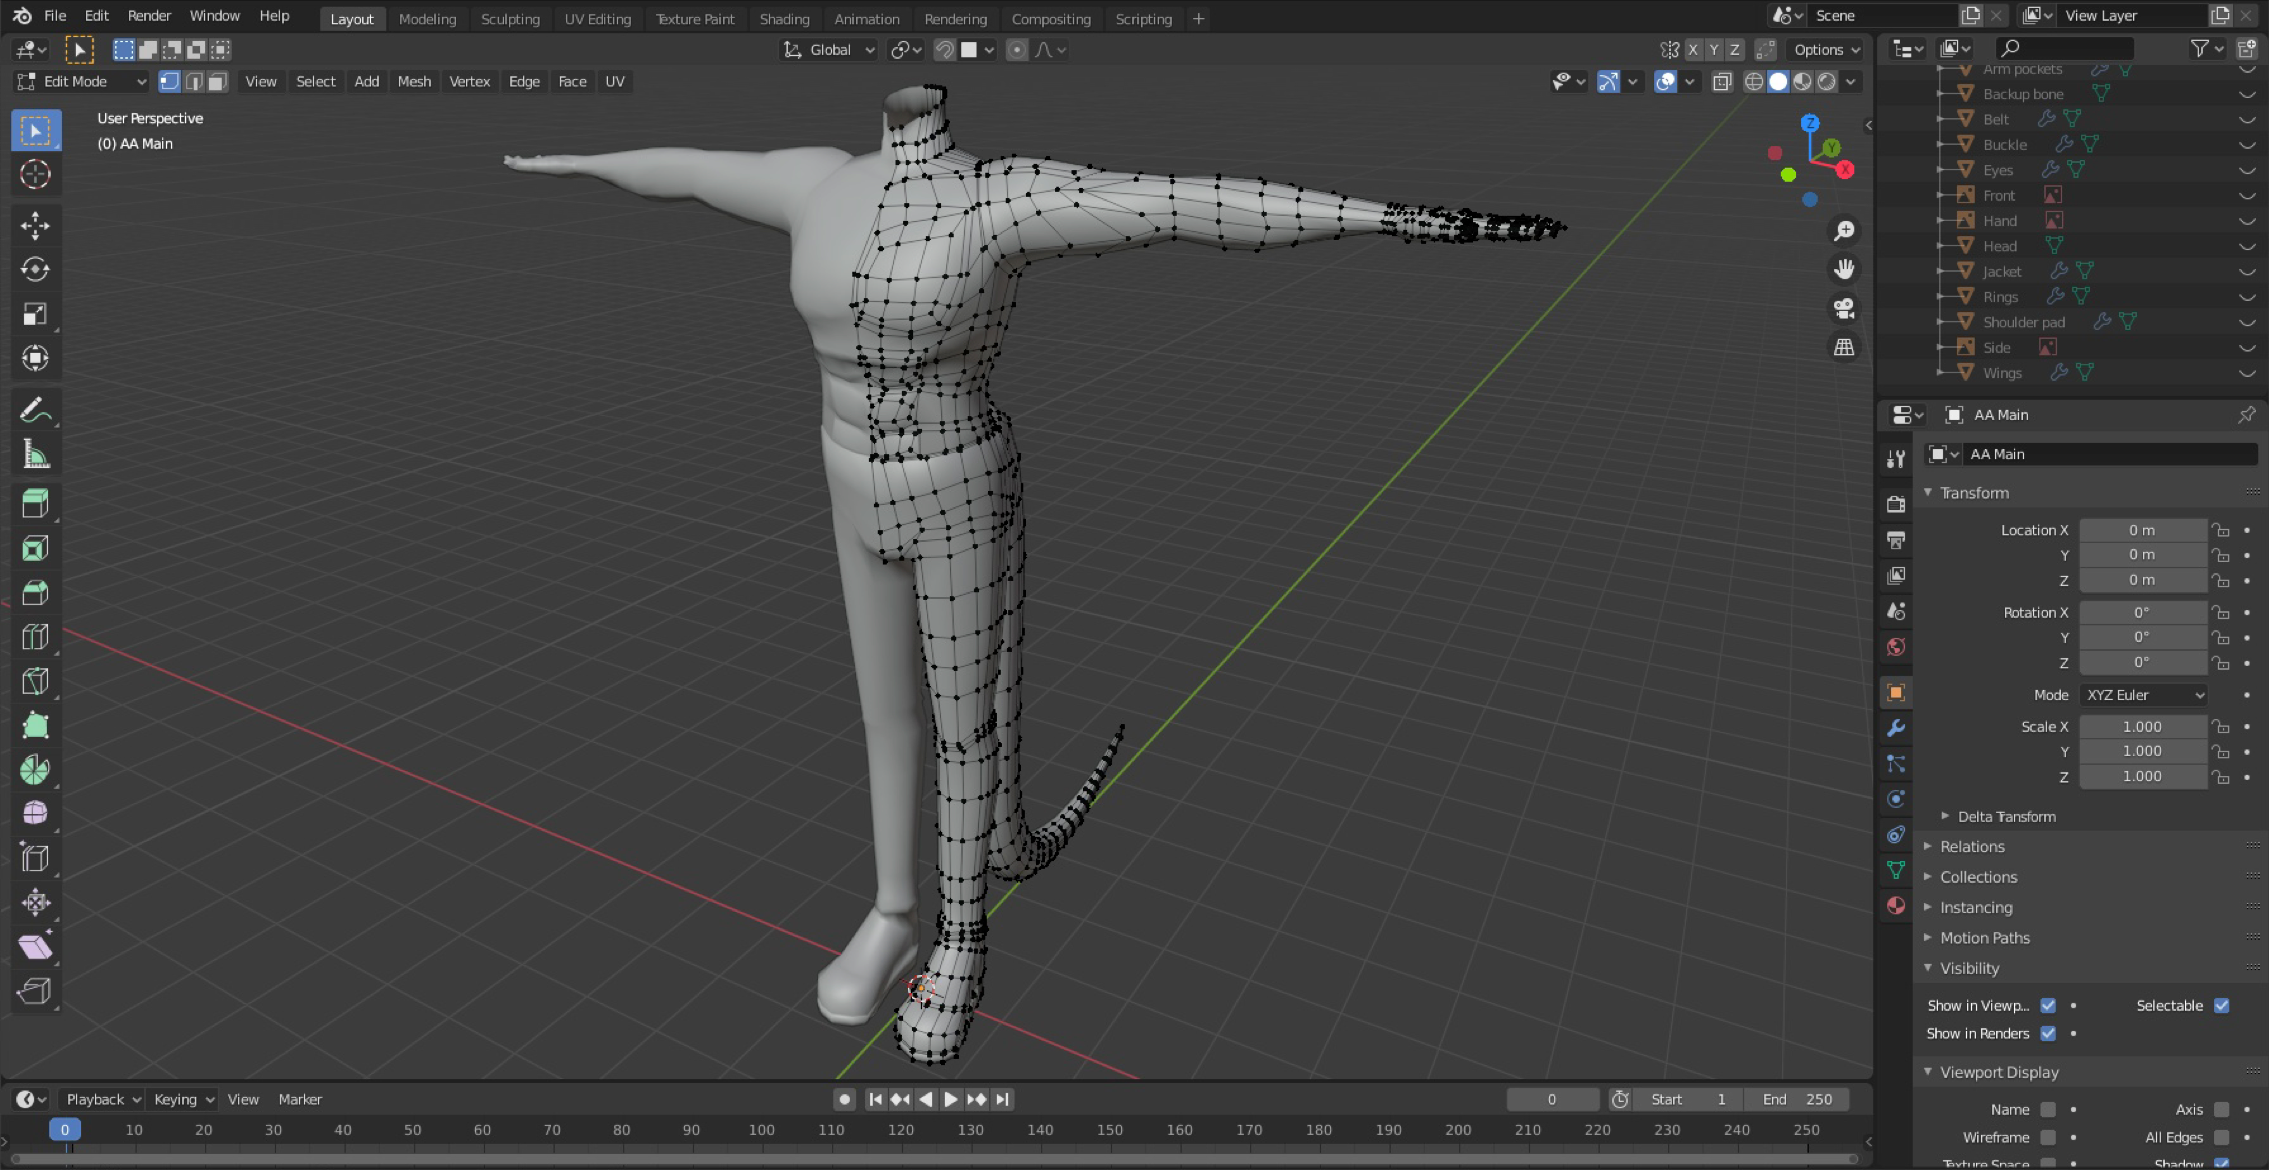 File Edit Render Window Help Layout Modeling Sculpting UV Editing Texture Paint Shading Animation Rendering Compositing Scripting + Scene View Layer
Global X Y Z Options
Edit Mode View Select Add Mesh Vertex Edge Face UV
User Perspective
(0) AA Main
Z
Y
X
Arm pockets
Backup bone
Belt
Buckle
Eyes
Front
Hand
Head
Jacket
Rings
Shoulder pad
Side
Wings
AA Main
AA Main
Transform
Location X 0 m
Y 0 m
Z 0 m
Rotation X 0°
Y 0°
Z 0°
Mode XYZ Euler
Scale X 1.000
Y 1.000
Z 1.000
Delta Transform
Relations
Collections
Instancing
Motion Paths
Visibility
Show in Viewp... Selectable
Show in Renders
Viewport Display
Name Axis
Wireframe All Edges
Texture Space Shadow
Playback Keying View Marker 0 Start 1 End 250
0 10 20 30 40 50 60 70 80 90 100 110 120 130 140 150 160 170 180 190 200 210 220 230 240 250